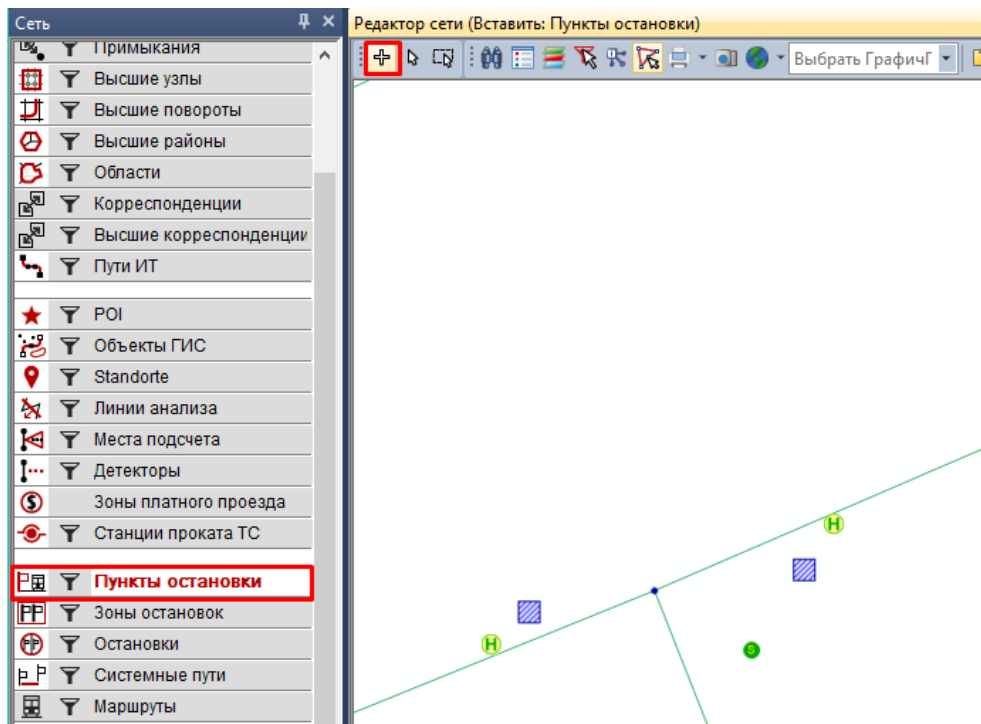 Сеть
Примыкания
Высшие узлы
Высшие повороты
Высшие районы
Области
Корреспонденции
Высшие корреспонденции
Пути ИТ
POI
Объекты ГИС
Standorte
Линии анализа
Места подсчета
Детекторы
Зоны платного проезда
Станции проката ТС
Пункты остановки
Зоны остановок
Остановки
Системные пути
Маршруты
Редактор сети (Вставить: Пункты остановки)
Выбрать ГрафичГ
H
H
S